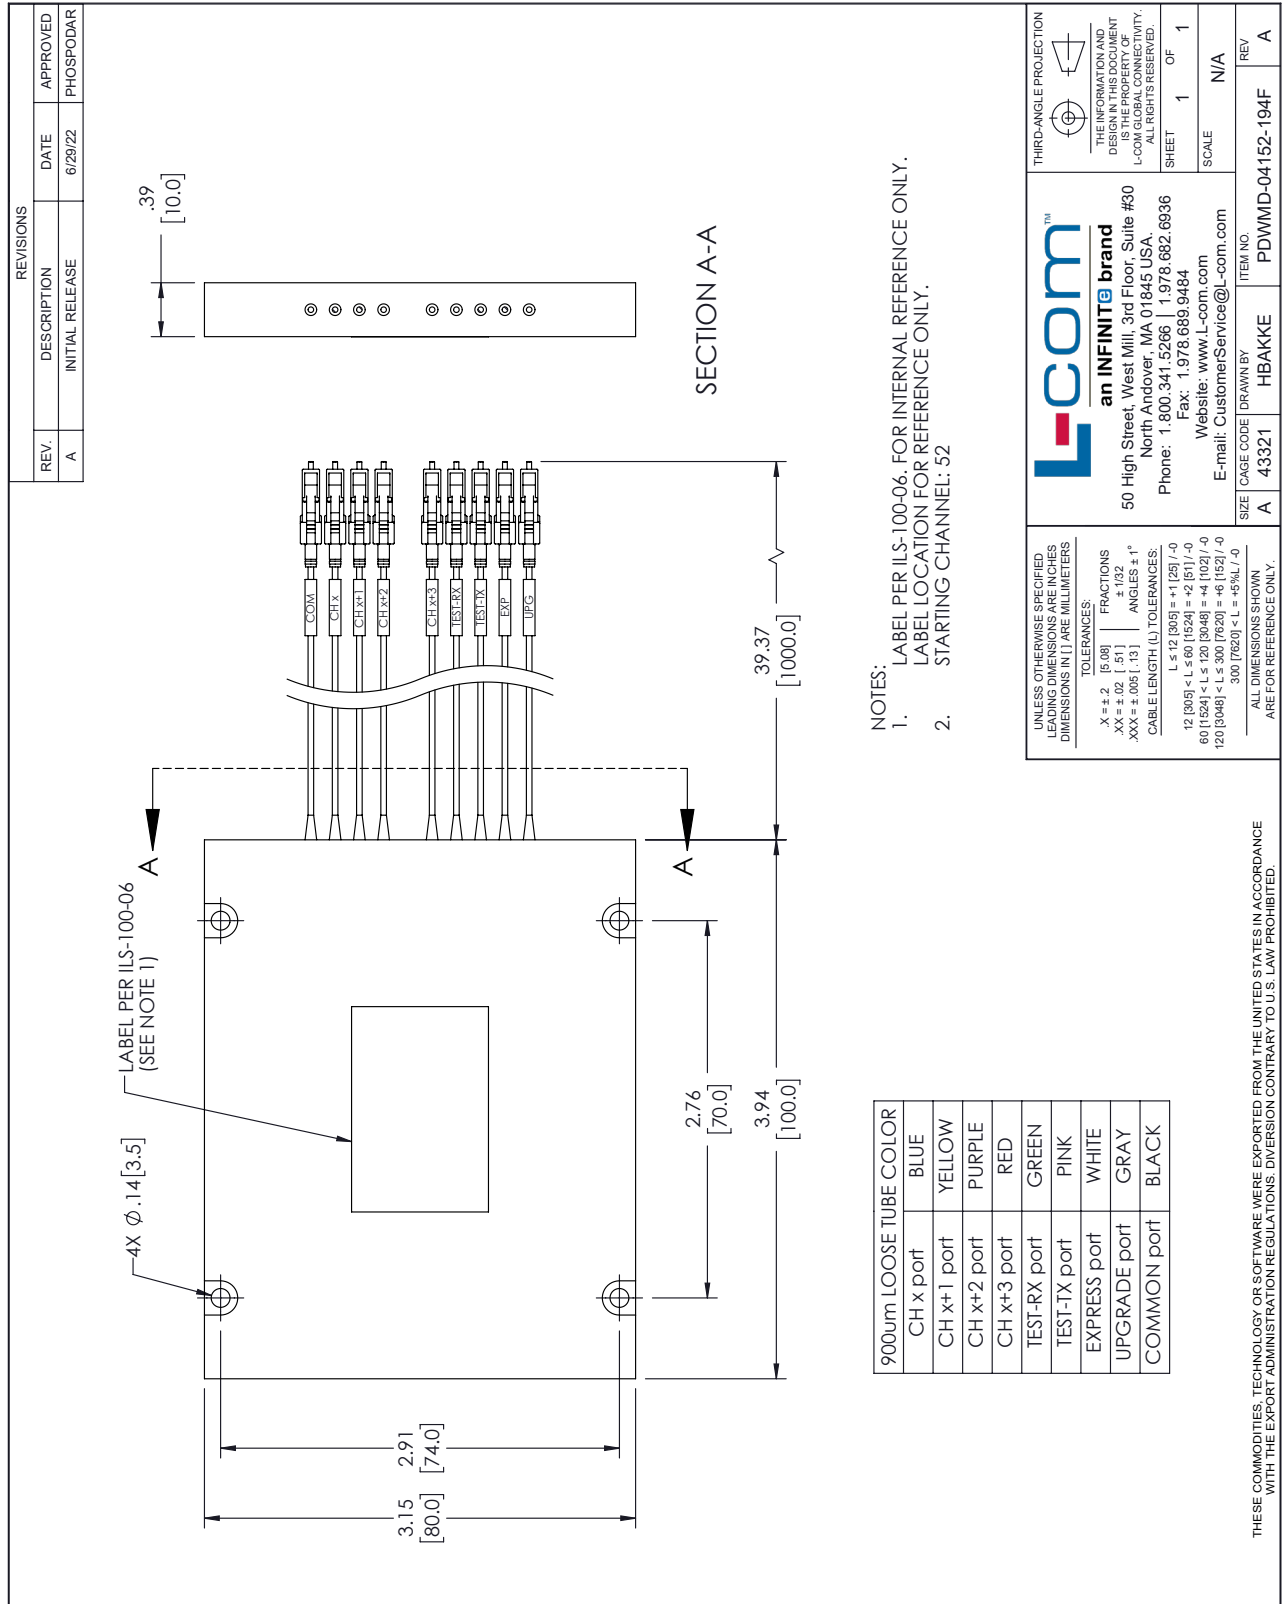 REVISIONS
REV. DESCRIPTION DATE APPROVED
A INITIAL RELEASE 6/29/22 PHOSPODAR
4X Ø.14 [3.5]
LABEL PER ILS-100-06
(SEE NOTE 1)
A
A
COM
CH x
CH x+1
CH x+2
CH x+3
TEST-RX
TEST-TX
EXP
UPG
.39
[10.0]
3.15
[80.0]
2.91
[74.0]
2.76
[70.0]
3.94
[100.0]
39.37
[1000.0]
SECTION A-A
900um LOOSE TUBE COLOR
CH x port BLUE
CH x+1 port YELLOW
CH x+2 port PURPLE
CH x+3 port RED
TEST-RX port GREEN
TEST-TX port PINK
EXPRESS port WHITE
UPGRADE port GRAY
COMMON port BLACK
NOTES:
1. LABEL PER ILS-100-06. FOR INTERNAL REFERENCE ONLY.
LABEL LOCATION FOR REFERENCE ONLY.
2. STARTING CHANNEL: 52
UNLESS OTHERWISE SPECIFIED
LEADING DIMENSIONS ARE INCHES
DIMENSIONS IN [ ] ARE MILLIMETERS
TOLERANCES:
.X = ± .2 [5.08] FRACTIONS
.XX = ± .02 [ .51 ] ± 1/32
.XXX = ± .005 [ .13 ] ANGLES ± 1°
CABLE LENGTH (L) TOLERANCES:
L ≤ 12 [305] = +1 [25] / -0
12 [305] < L ≤ 60 [1524] = +2 [51] / -0
60 [1524] < L ≤ 120 [3048] = +4 [102] / -0
120 [3048] < L ≤ 300 [7620] = +6 [152] / -0
300 [7620] < L = +5%L / -0
ALL DIMENSIONS SHOWN
ARE FOR REFERENCE ONLY.
L-com™
an INFINITe brand
50 High Street, West Mill, 3rd Floor, Suite #30
North Andover, MA 01845 USA.
Phone: 1.800.341.5266 | 1.978.682.6936
Fax: 1.978.689.9484
Website: www.L-com.com
E-mail: CustomerService@L-com.com
THIRD-ANGLE PROJECTION
THE INFORMATION AND
DESIGN IN THIS DOCUMENT
IS THE PROPERTY OF
L-COM GLOBAL CONNECTIVITY.
ALL RIGHTS RESERVED.
SHEET 1 OF 1
SCALE N/A
SIZE A
CAGE CODE 43321
DRAWN BY HBAKKE
ITEM NO. PDWMD-04152-194F
REV A
THESE COMMODITIES, TECHNOLOGY OR SOFTWARE WERE EXPORTED FROM THE UNITED STATES IN ACCORDANCE
WITH THE EXPORT ADMINISTRATION REGULATIONS. DIVERSION CONTRARY TO U.S. LAW PROHIBITED.